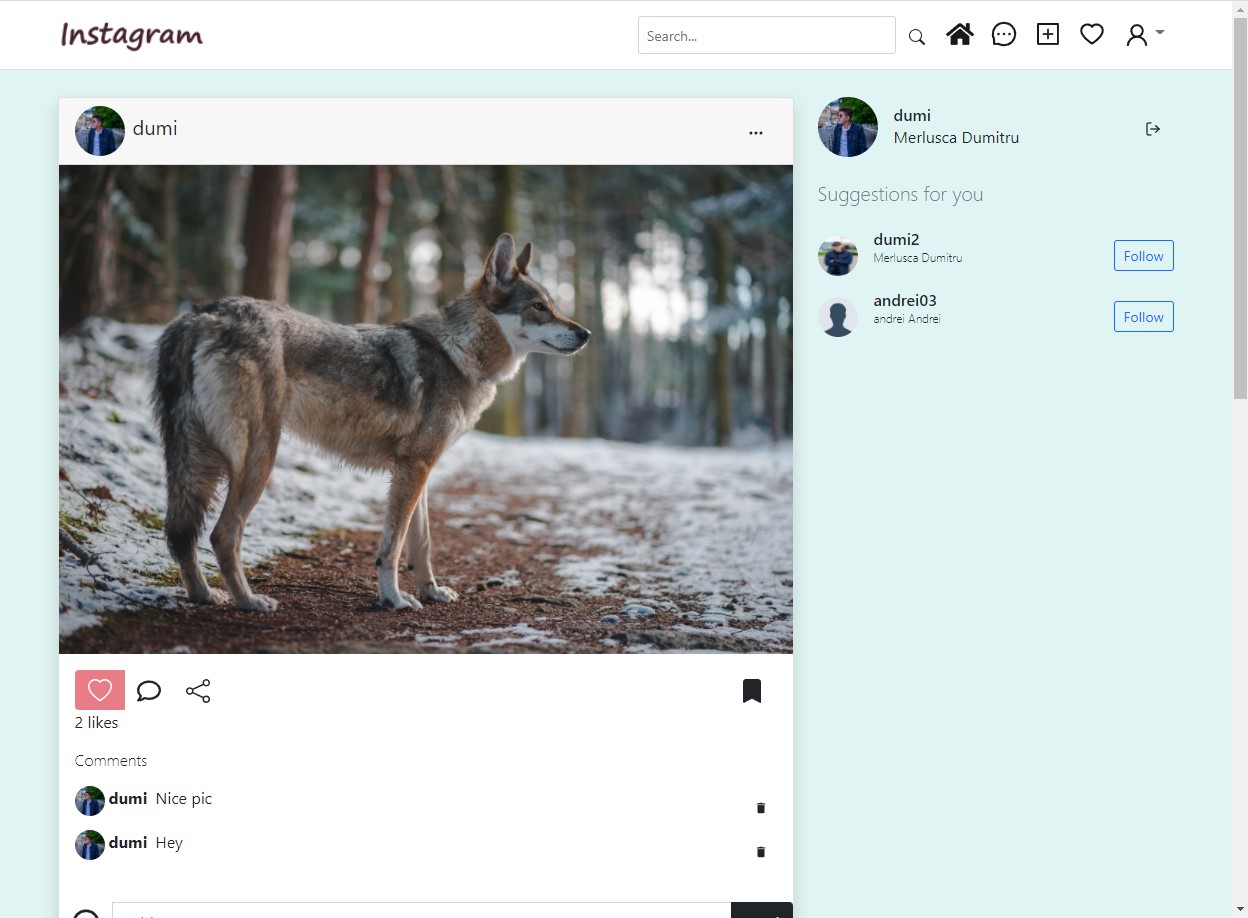 Instagram
Search...
dumi
...
dumi
Merlusca Dumitru
Suggestions for you
dumi2
Merlusca Dumitru
Follow
andrei03
andrei Andrei
Follow
2 likes
Comments
dumi Nice pic
dumi Hey